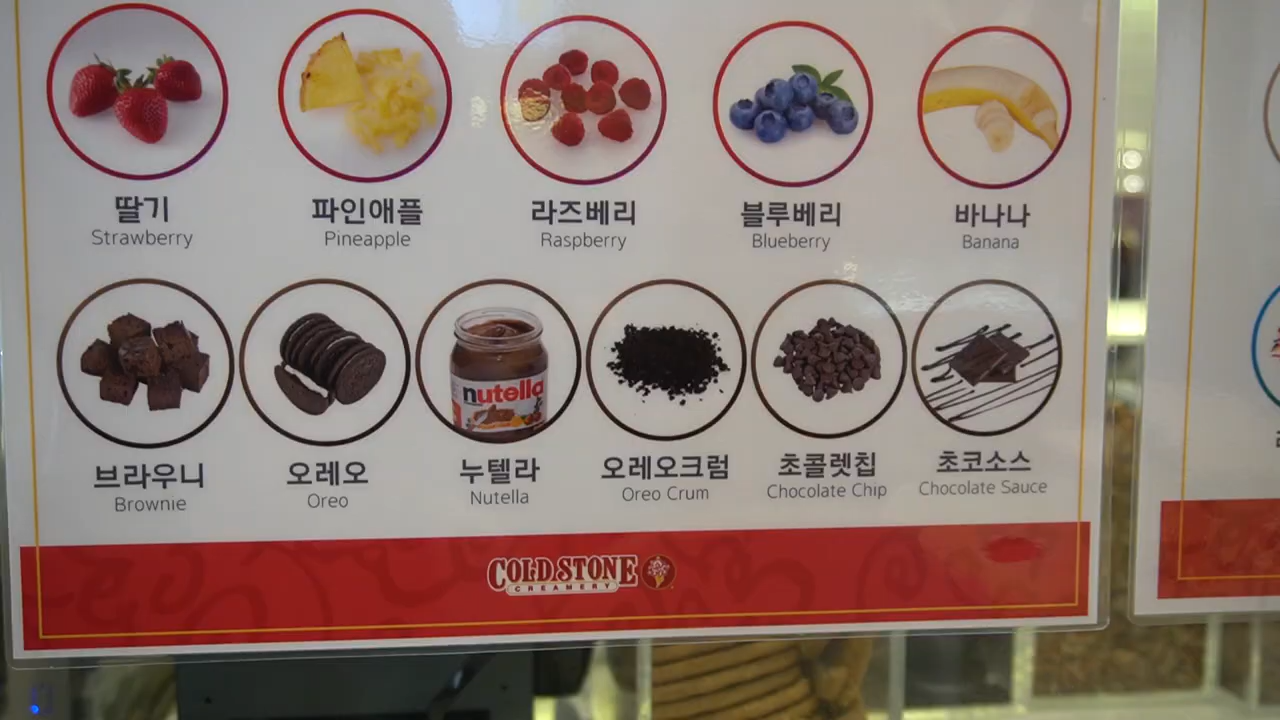 딸기 파인애플 라즈베리 블루베리 바나나
Strawberry Pineapple Raspberry Blueberry Banana
nutella
브라우니 오레오 누텔라 오레오크럼 초콜렛칩 초코소스
Brownie Oreo Nutella Oreo Crum Chocolate Chip Chocolate Sauce
COLD STONE
CREAMERY